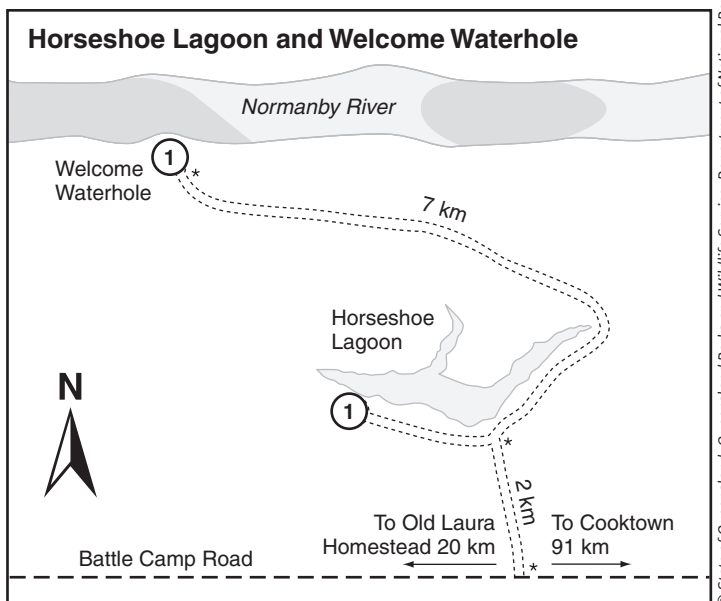 Horseshoe Lagoon and Welcome Waterhole
Normanby River
1
*
Welcome
Waterhole
7 km
Horseshoe
Lagoon
N
1
*
2 km
To Old Laura
Homestead 20 km
To Cooktown
91 km
Battle Camp Road
*